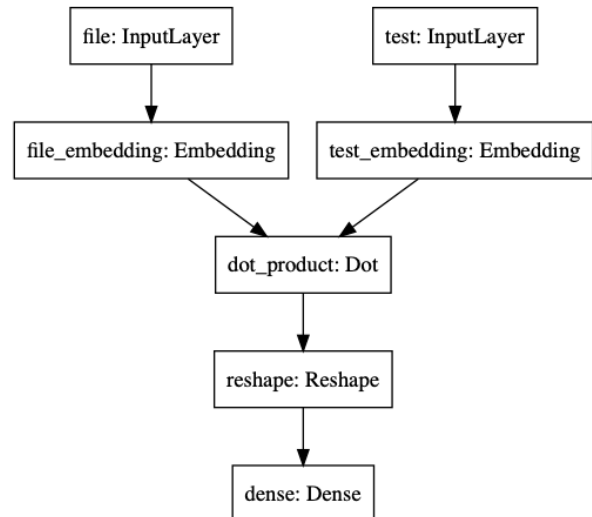 file: InputLayer
test: InputLayer
file_embedding: Embedding
test_embedding: Embedding
dot_product: Dot
reshape: Reshape
dense: Dense